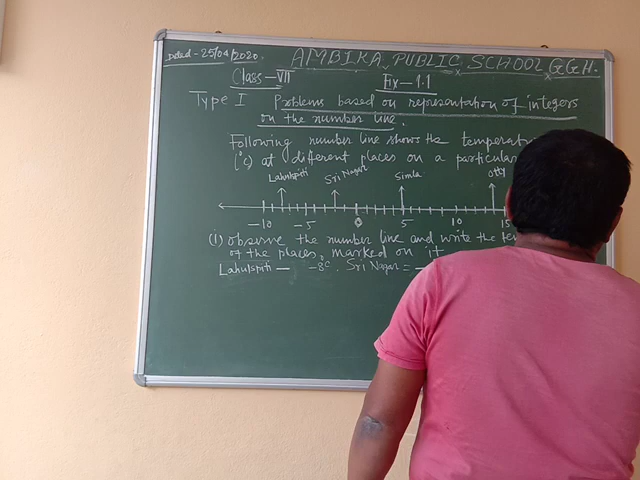 Dated - 25/04/2020. AMBIKA PUBLIC SCHOOL GGH.
Class - VII Ex - 1.1
Type I Problems based on representation of integers
on the number line.
Following number line shows the
(°C) at different places on a
Lahulspiti Sri Nagar Simla Ooty
-10 -5 0 5 10 15
(1) observe the number line and write the
of the places, marked on it
Lahulspiti — -8°C. Sri Nagar =